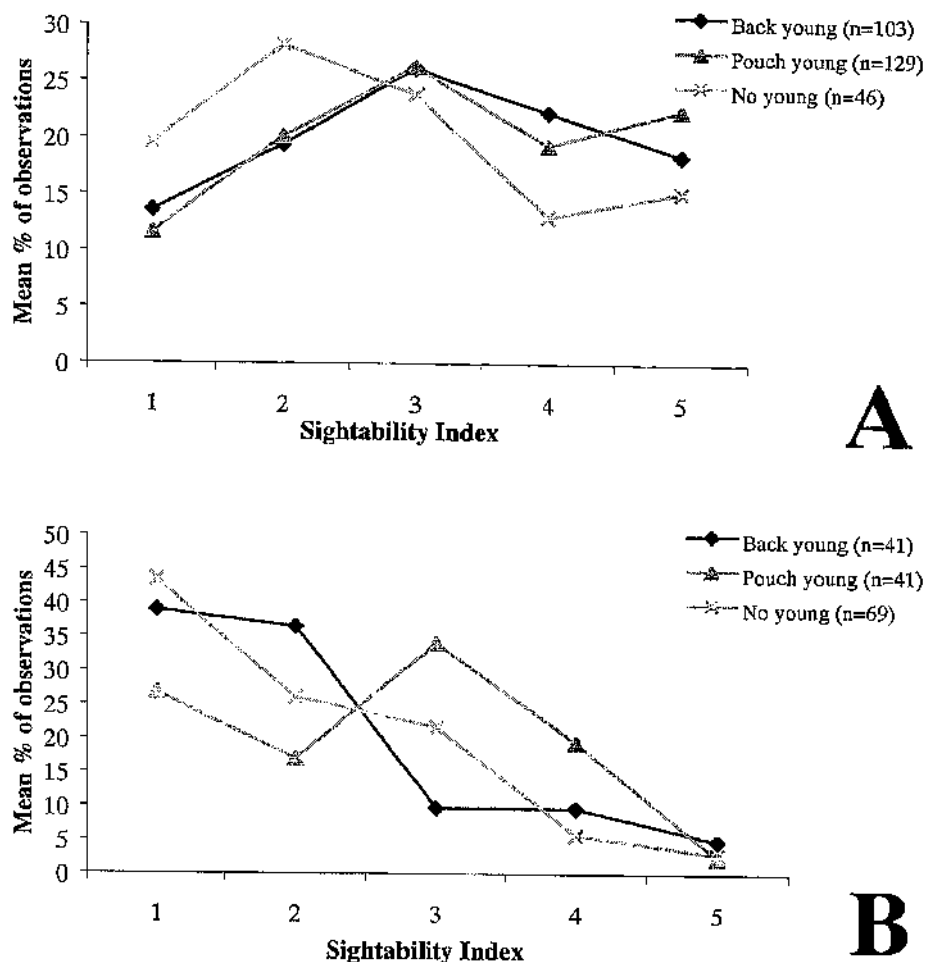 30
25
20
15
10
5
0
Mean % of observations
Back young (n=103)
Pouch young (n=129)
No young (n=46)
1 2 3 4 5
Sightability Index
A
50
45
40
35
30
25
20
15
10
5
0
Mean % of observations
Back young (n=41)
Pouch young (n=41)
No young (n=69)
1 2 3 4 5
Sightability Index
B